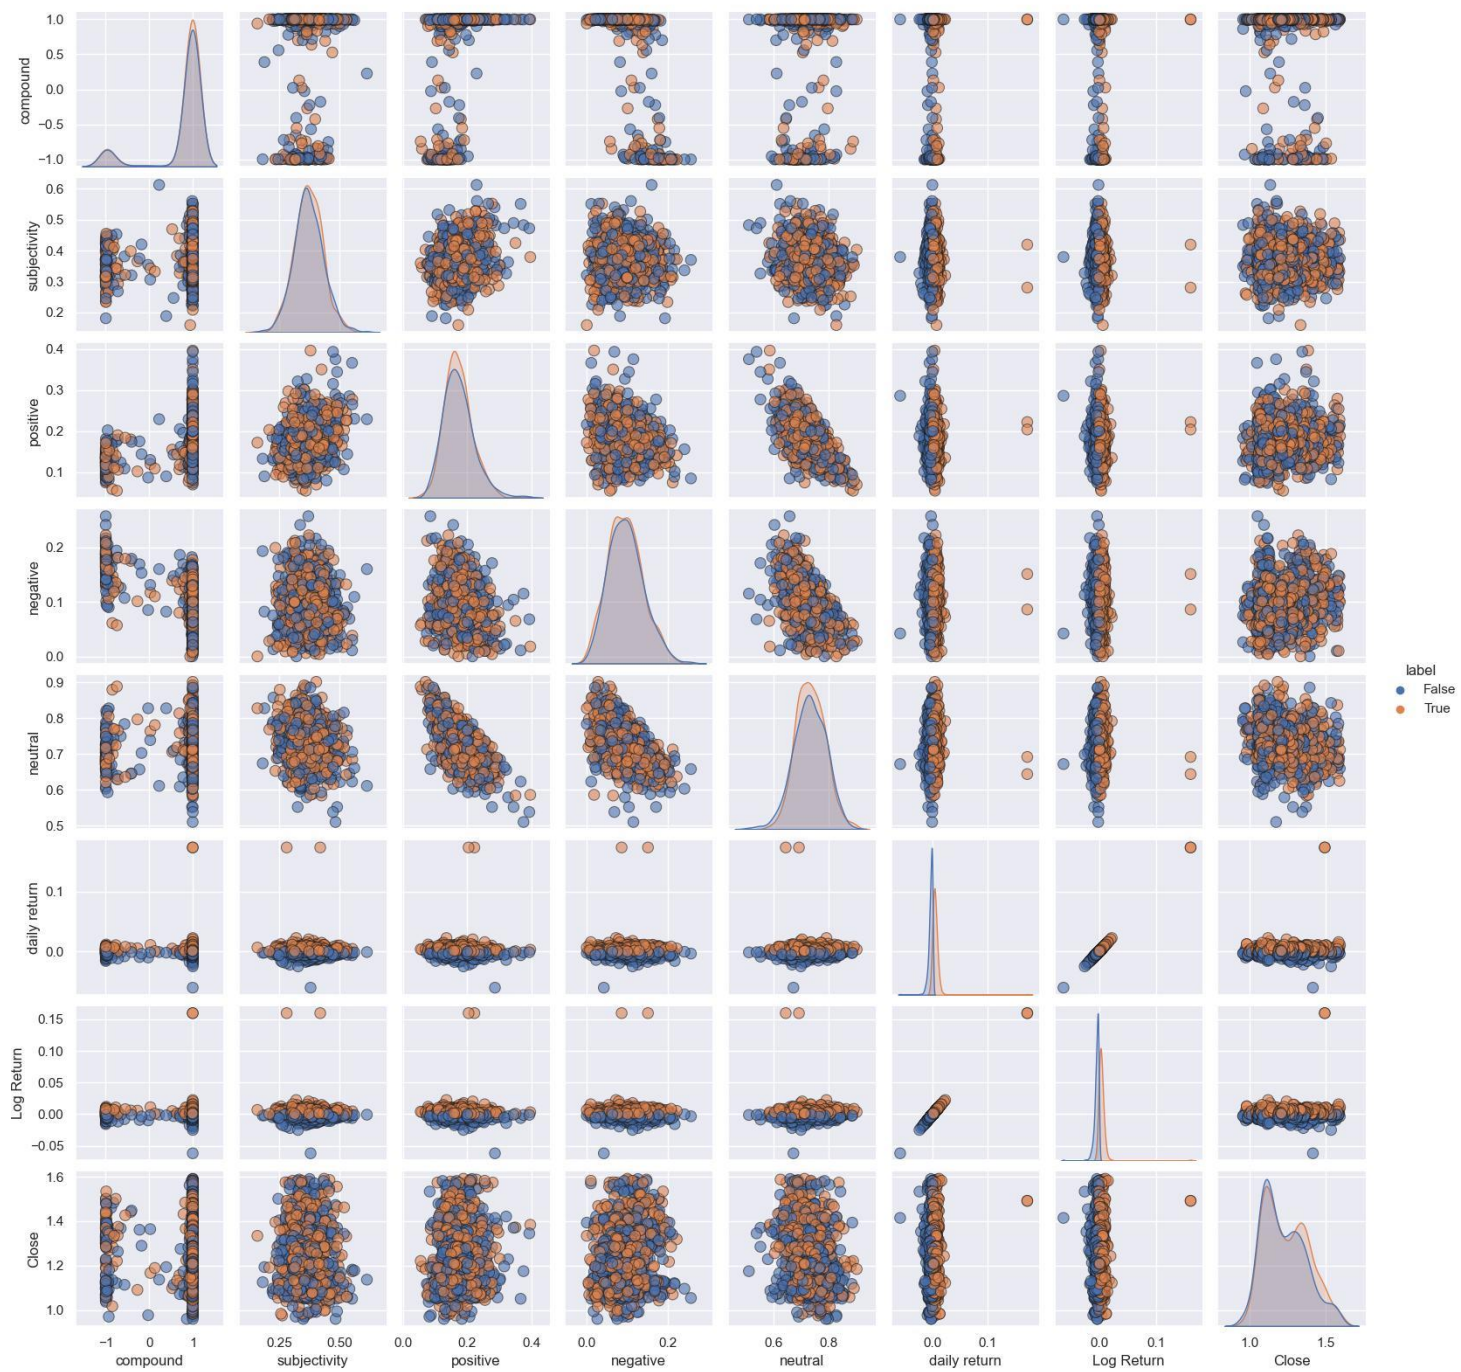 compound
1.0
0.5
0.0
−0.5
−1.0
subjectivity
0.6
0.5
0.4
0.3
0.2
positive
0.4
0.3
0.2
0.1
negative
0.2
0.1
0.0
neutral
0.9
0.8
0.7
0.6
0.5
daily return
0.1
0.0
Log Return
0.15
0.10
0.05
0.00
−0.05
Close
1.6
1.4
1.2
1.0
−1 0 1
compound
0.25 0.50
subjectivity
0.0 0.2 0.4
positive
0.0 0.2
negative
0.6 0.8
neutral
0.0 0.1
daily return
0.0 0.1
Log Return
1.0 1.5
Close
label
False
True